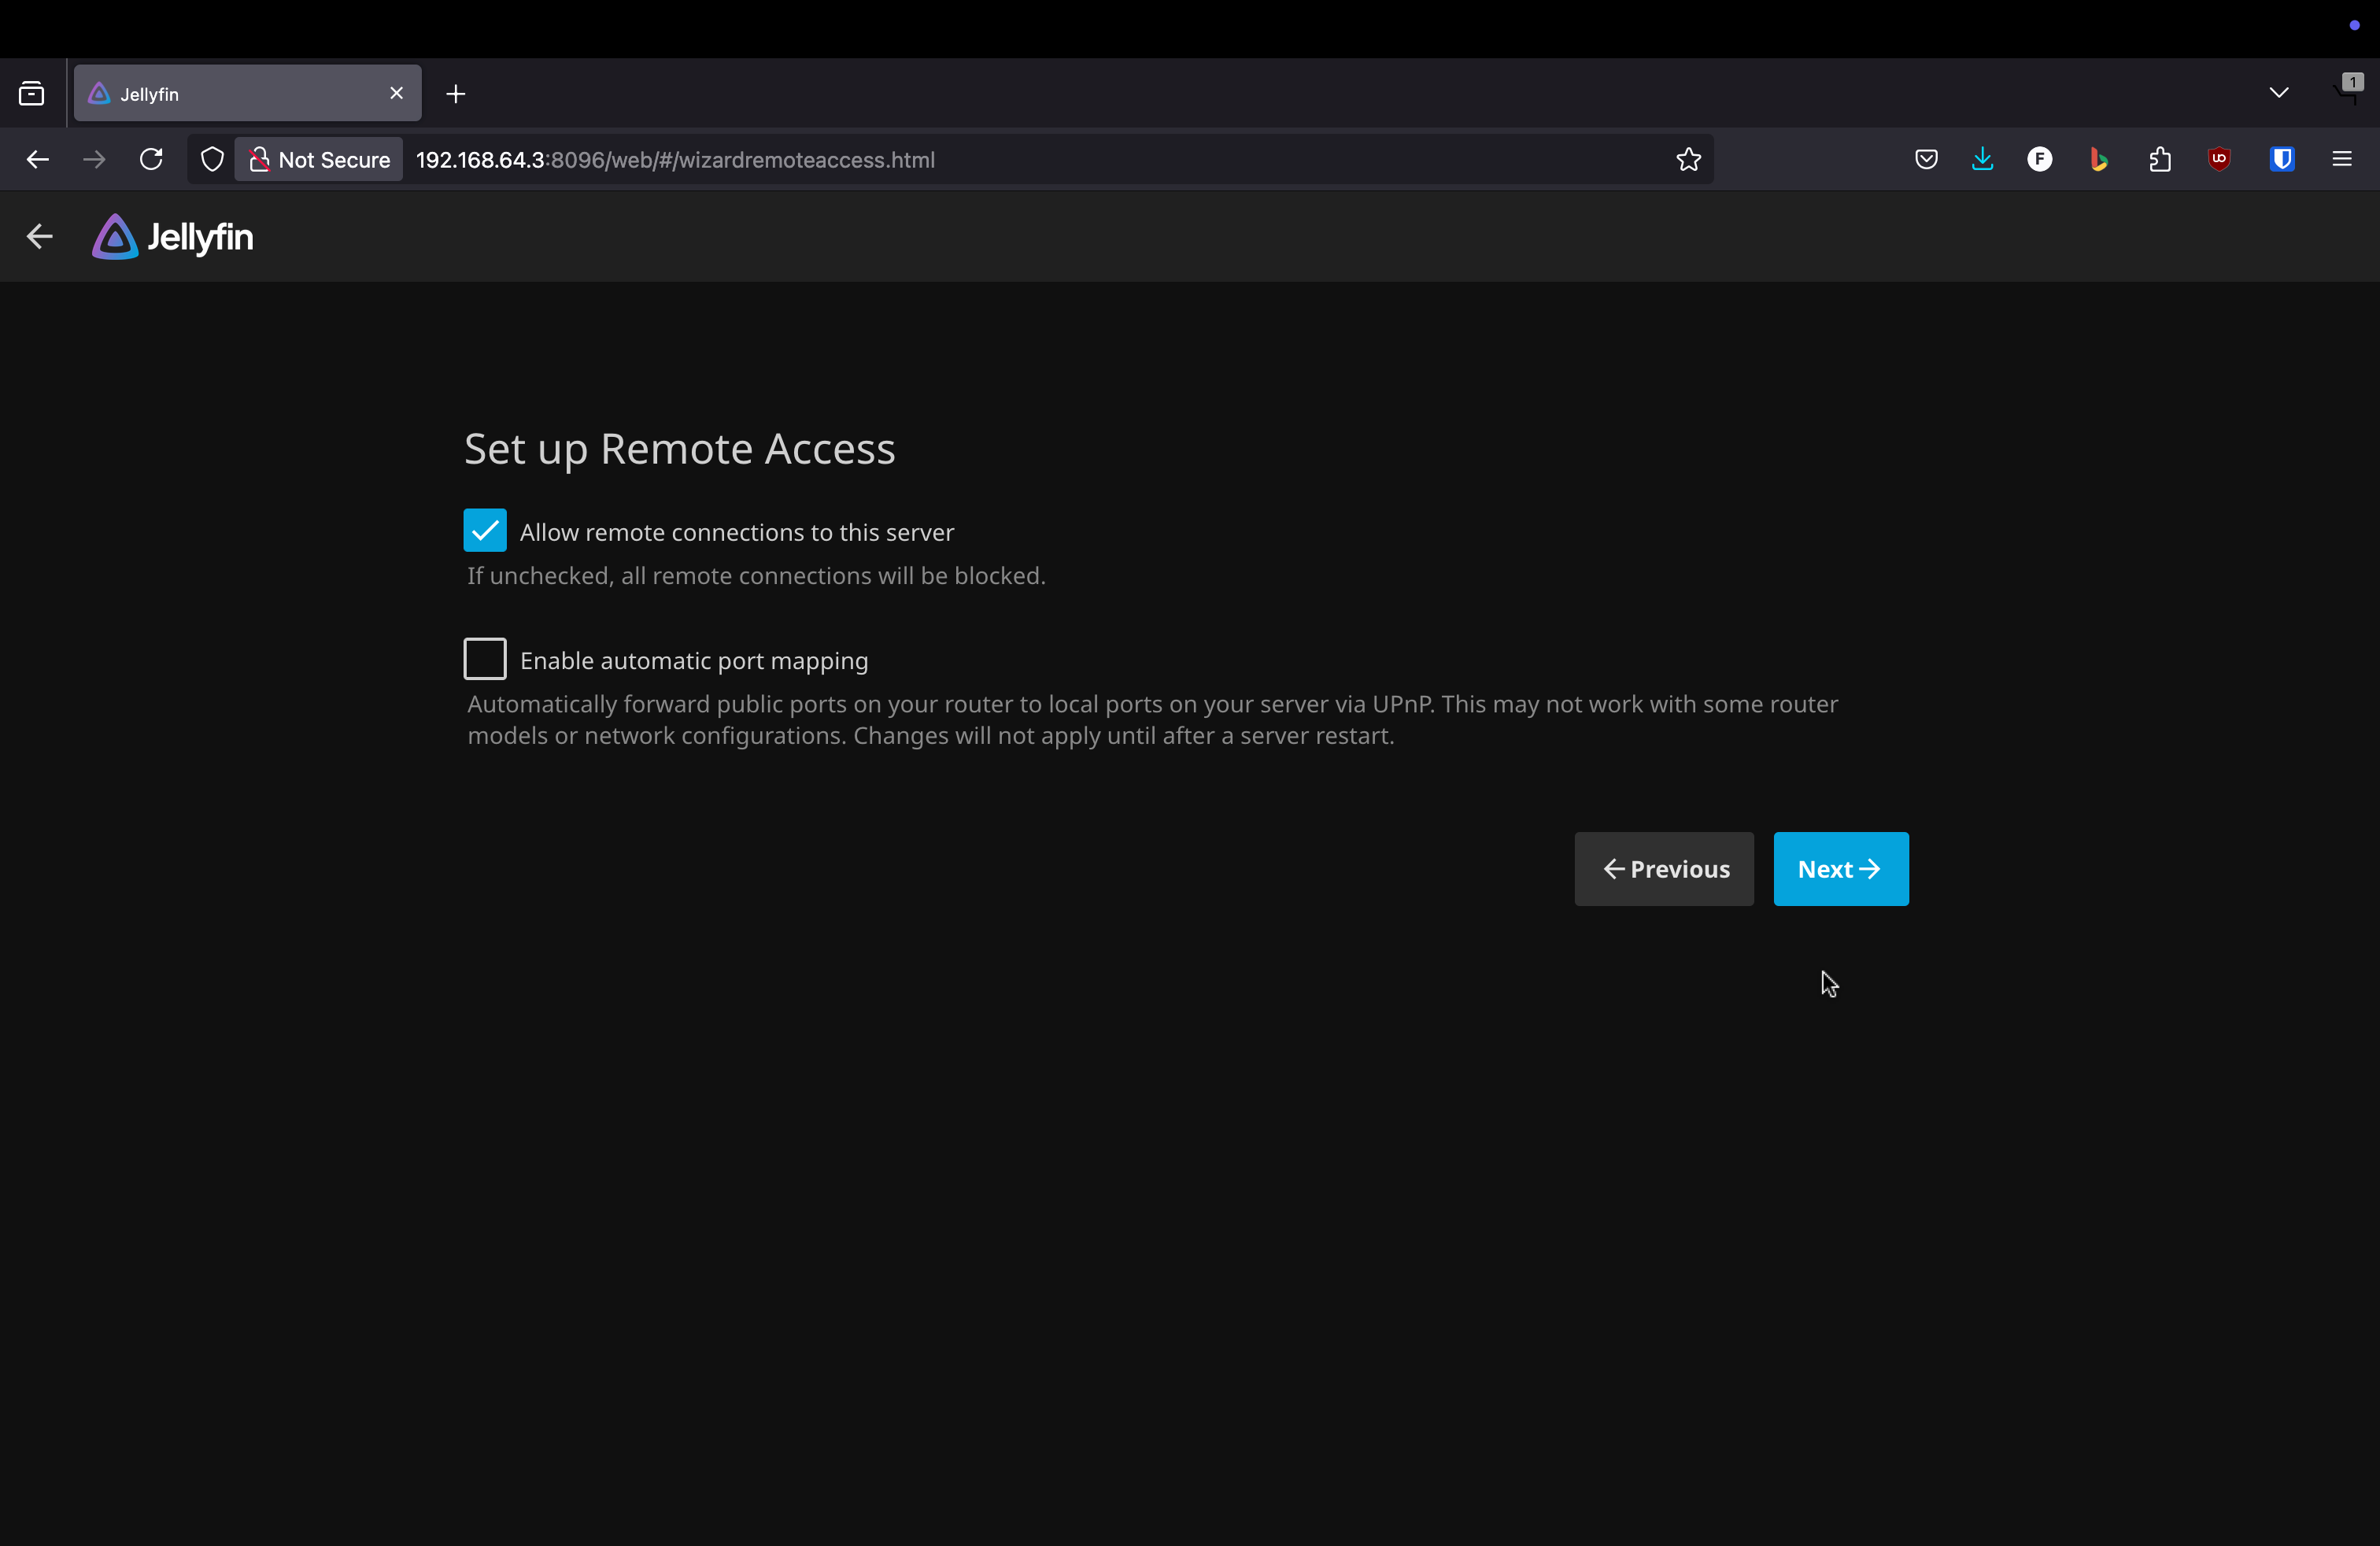 1
Jellyfin
Not Secure
192.168.64.3:8096/web/#/wizardremoteaccess.html
F
b
UO
Jellyfin
Set up Remote Access
Allow remote connections to this server
If unchecked, all remote connections will be blocked.
Enable automatic port mapping
Automatically forward public ports on your router to local ports on your server via UPnP. This may not work with some router
models or network configurations. Changes will not apply until after a server restart.
Previous
Next